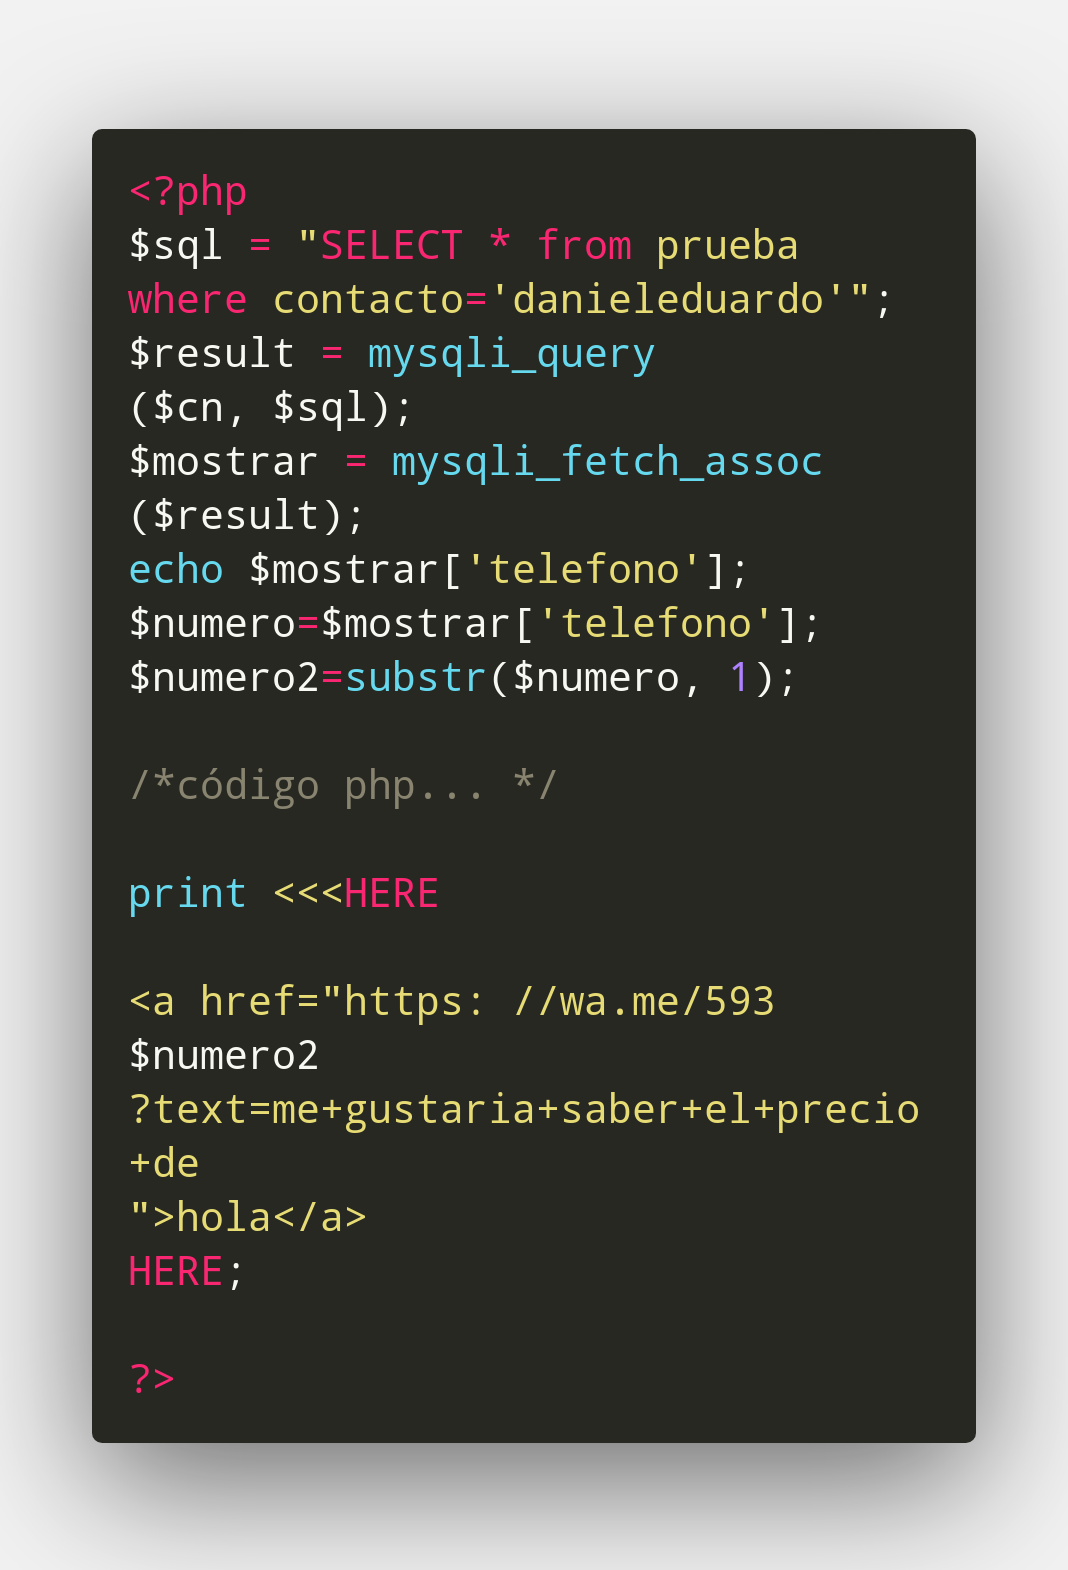 <?php
$sql = "SELECT * from prueba
where contacto='danieleduardo'";
$result = mysqli_query
($cn, $sql);
$mostrar = mysqli_fetch_assoc
($result);
echo $mostrar['telefono'];
$numero=$mostrar['telefono'];
$numero2=substr($numero, 1);
/*código php... */
print <<<HERE
<a href="https: //wa.me/593
$numero2
?text=me+gustaria+saber+el+precio
+de
">hola</a>
HERE;
?>